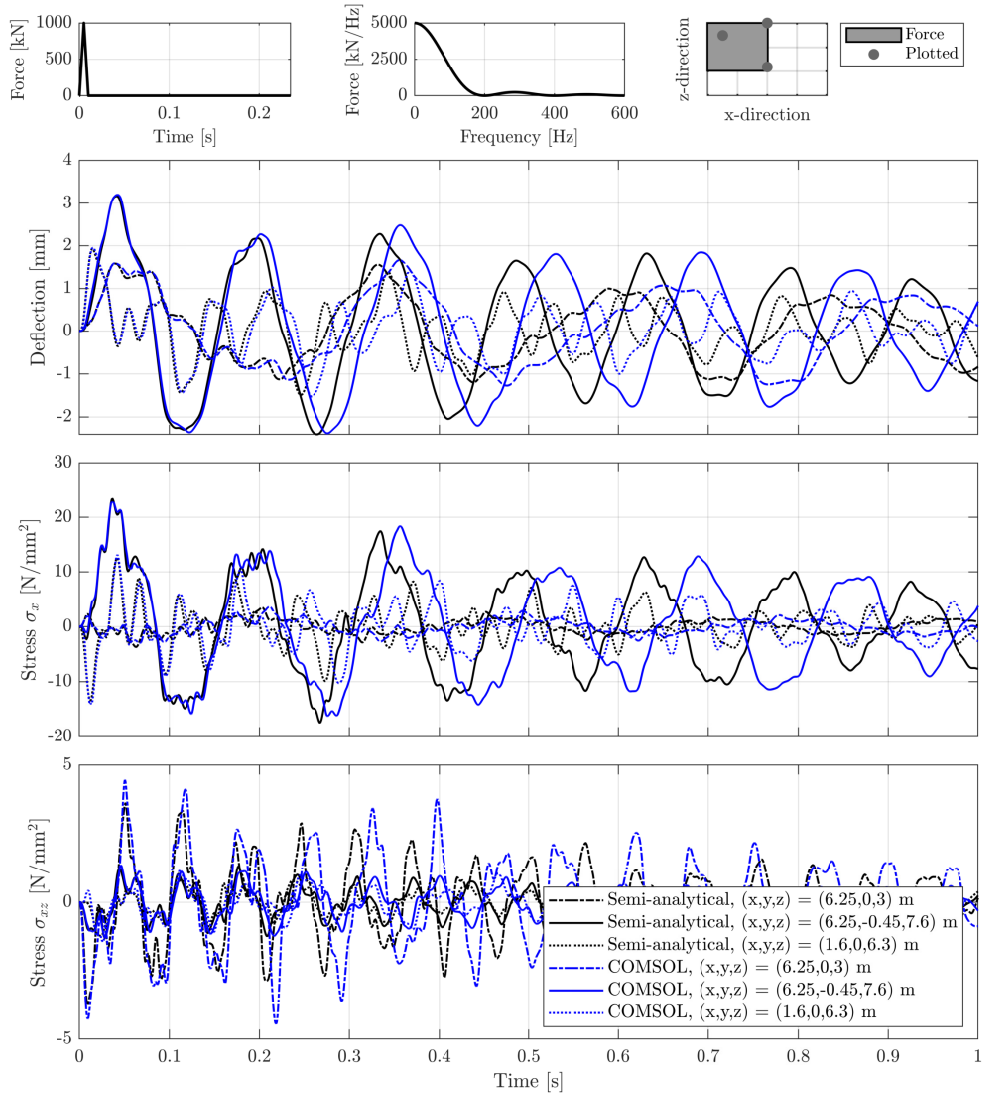 Force [kN]
1000
500
0
0
0.1
0.2
Time [s]
Force [kN/Hz]
5000
2500
0
0
200
400
600
Frequency [Hz]
z-direction
x-direction
Force
Plotted
Deflection [mm]
4
3
2
1
0
-1
-2
Stress σx [N/mm²]
30
20
10
0
-10
-20
Stress σxz [N/mm²]
5
0
-5
Semi-analytical, (x,y,z) = (6.25,0,3) m
Semi-analytical, (x,y,z) = (6.25,-0.45,7.6) m
Semi-analytical, (x,y,z) = (1.6,0,6.3) m
COMSOL, (x,y,z) = (6.25,0,3) m
COMSOL, (x,y,z) = (6.25,-0.45,7.6) m
COMSOL, (x,y,z) = (1.6,0,6.3) m
0
0.1
0.2
0.3
0.4
0.5
0.6
0.7
0.8
0.9
1
Time [s]